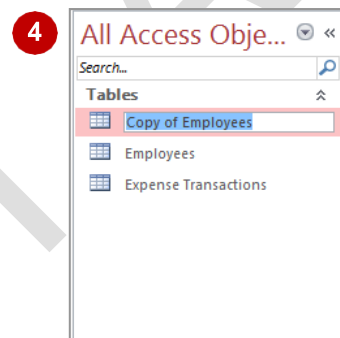 4
All Access Obje...
Search...
Tables
Copy of Employees
Employees
Expense Transactions